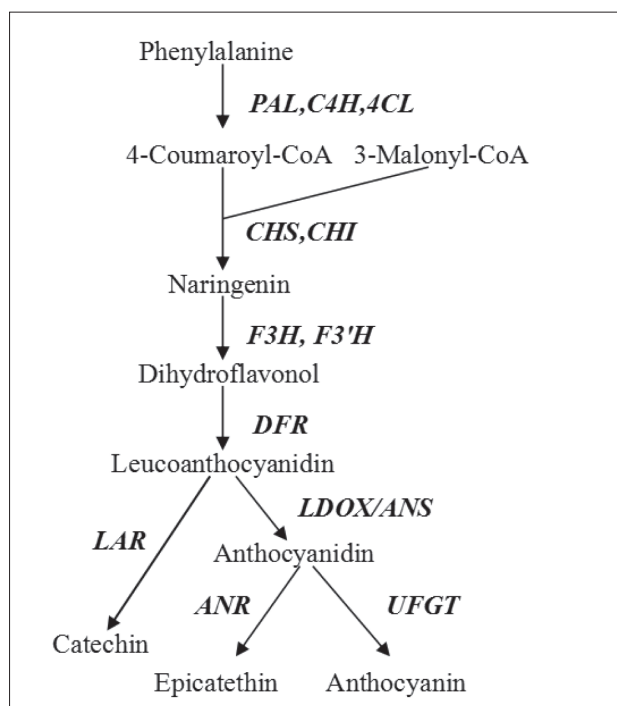 Phenylalanine
PAL,C4H,4CL
4-Coumaroyl-CoA 3-Malonyl-CoA
CHS,CHI
Naringenin
F3H, F3'H
Dihydroflavonol
DFR
Leucoanthocyanidin
LDOX/ANS
LAR
Anthocyanidin
ANR UFGT
Catechin
Epicatethin Anthocyanin